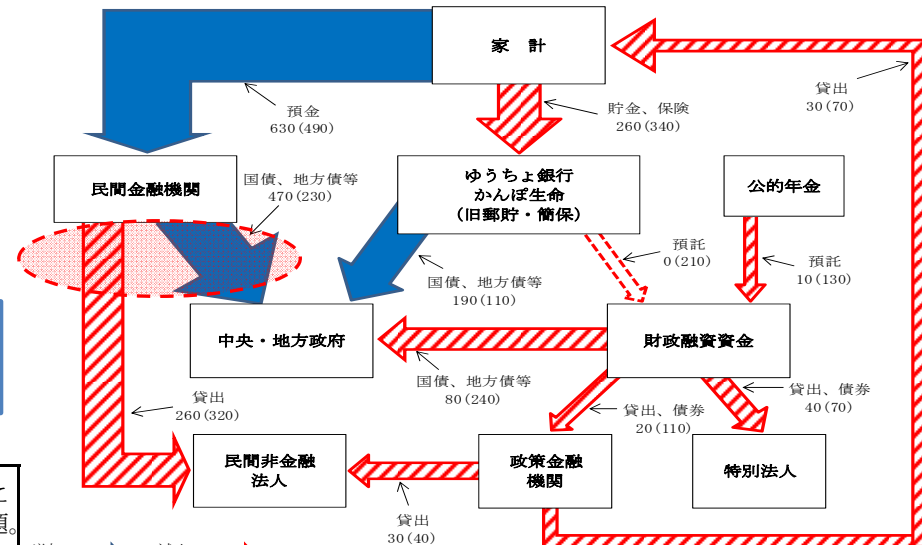 家 計
貸出
30(70)
預金
630(490)
貯金、保険
260(340)
民間金融機関
国債、地方債等
470(230)
ゆうちょ銀行
かんぽ生命
(旧郵貯・簡保)
公的年金
預託
0(210)
預託
10(130)
国債、地方債等
190(110)
中央・地方政府
財政融資資金
国債、地方債等
80(240)
貸出、債券
20(110)
貸出、債券
40(70)
貸出
260(320)
民間非金融
法人
政策金融
機関
特別法人
貸出
30(40)